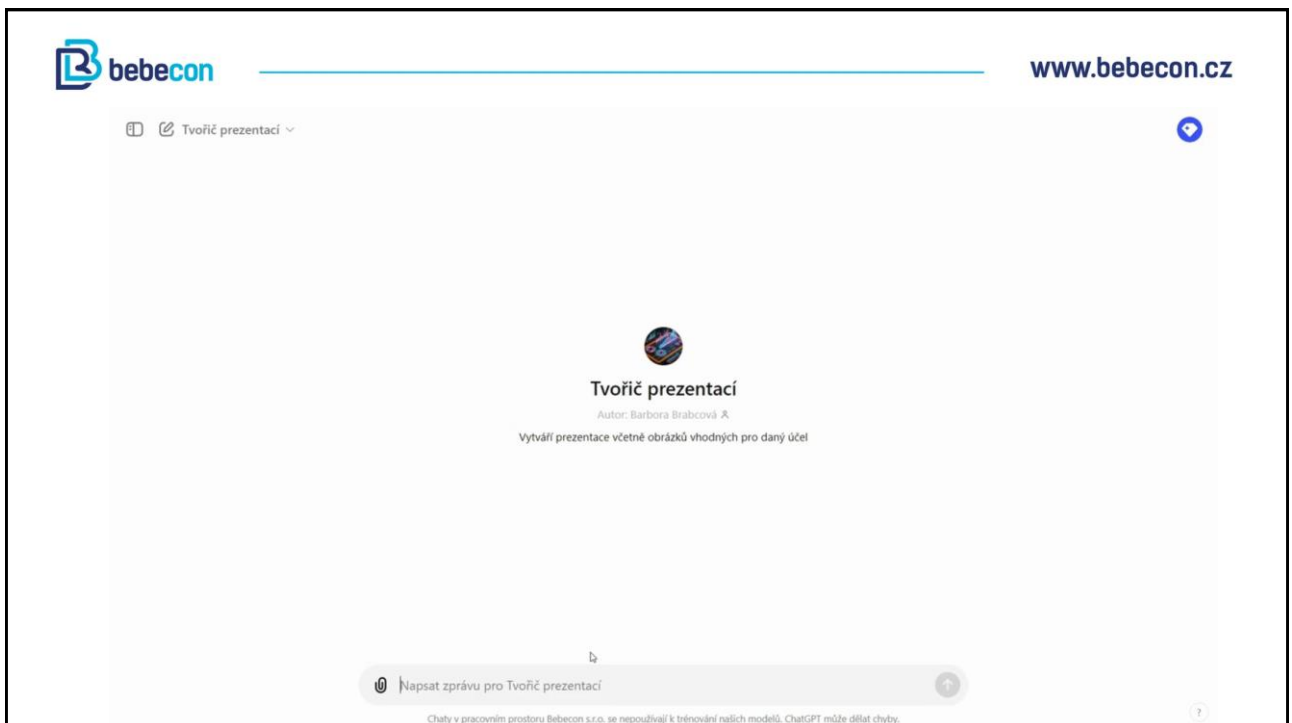 bebecon
www.bebecon.cz
Tvořič prezentací
Tvořič prezentací
Autor: Barbora Brabcová
Vytváří prezentace včetně obrázků vhodných pro daný účel
Napsat zprávu pro Tvořič prezentací
Chaty v pracovním prostoru Bebecon s.r.o. se nepoužívají k trénování našich modelů. ChatGPT může dělat chyby.
?